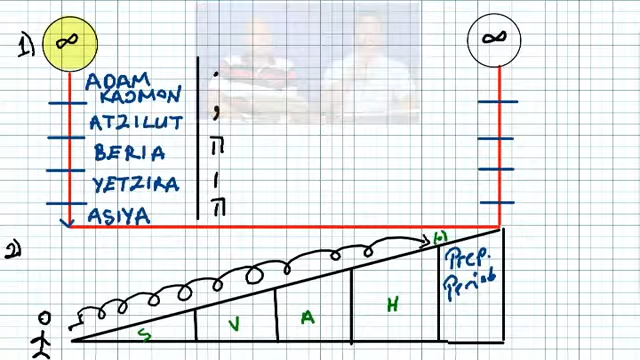 1) ∞ ∞
ADAM
KADMON .
ATZILUT ,
BERIA ח
YETZIRA ו
ASIYA ח
2)
(-)
Prep.
Period
S V A H